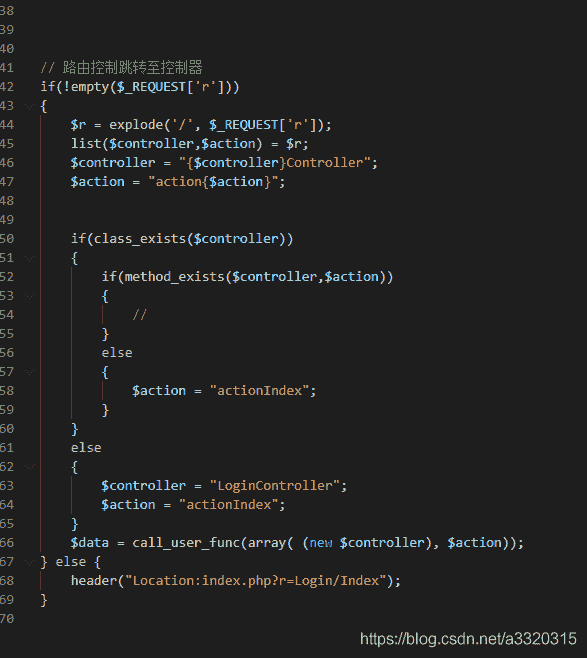 38
39
40
41 // 路由控制跳转至控制器
42 if(!empty($_REQUEST['r']))
43 {
44 $r = explode('/', $_REQUEST['r']);
45 list($controller,$action) = $r;
46 $controller = "{$controller}Controller";
47 $action = "action{$action}";
48
49
50 if(class_exists($controller))
51 {
52 if(method_exists($controller,$action))
53 {
54 //
55 }
56 else
57 {
58 $action = "actionIndex";
59 }
60 }
61 else
62 {
63 $controller = "LoginController";
64 $action = "actionIndex";
65 }
66 $data = call_user_func(array( (new $controller), $action));
67 } else {
68 header("Location:index.php?r=Login/Index");
69 }
70
https://blog.csdn.net/a3320315